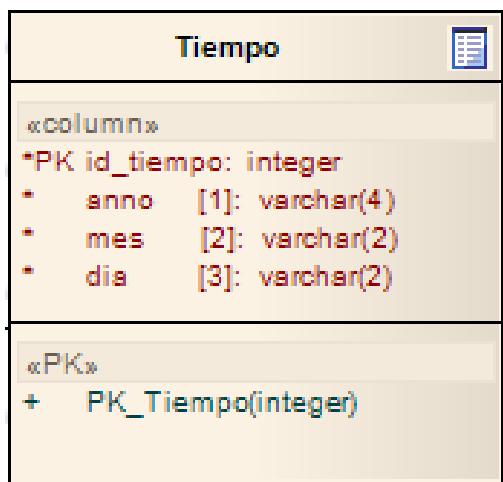 Tiempo
«column»
*PK id_tiempo: integer
* anno [1]: varchar(4)
* mes [2]: varchar(2)
* dia [3]: varchar(2)
«PK»
+ PK_Tiempo(integer)